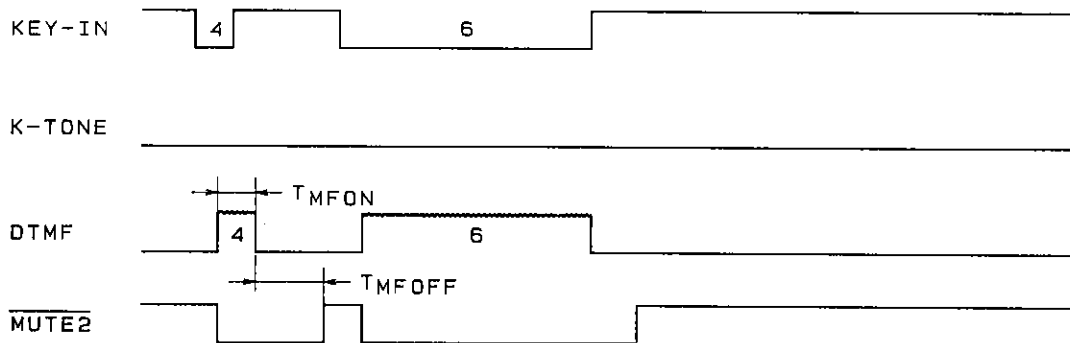 KEY-IN 4 6
K-TONE
TMFON
DTMF 4 6
TMFOFF
MUTE2